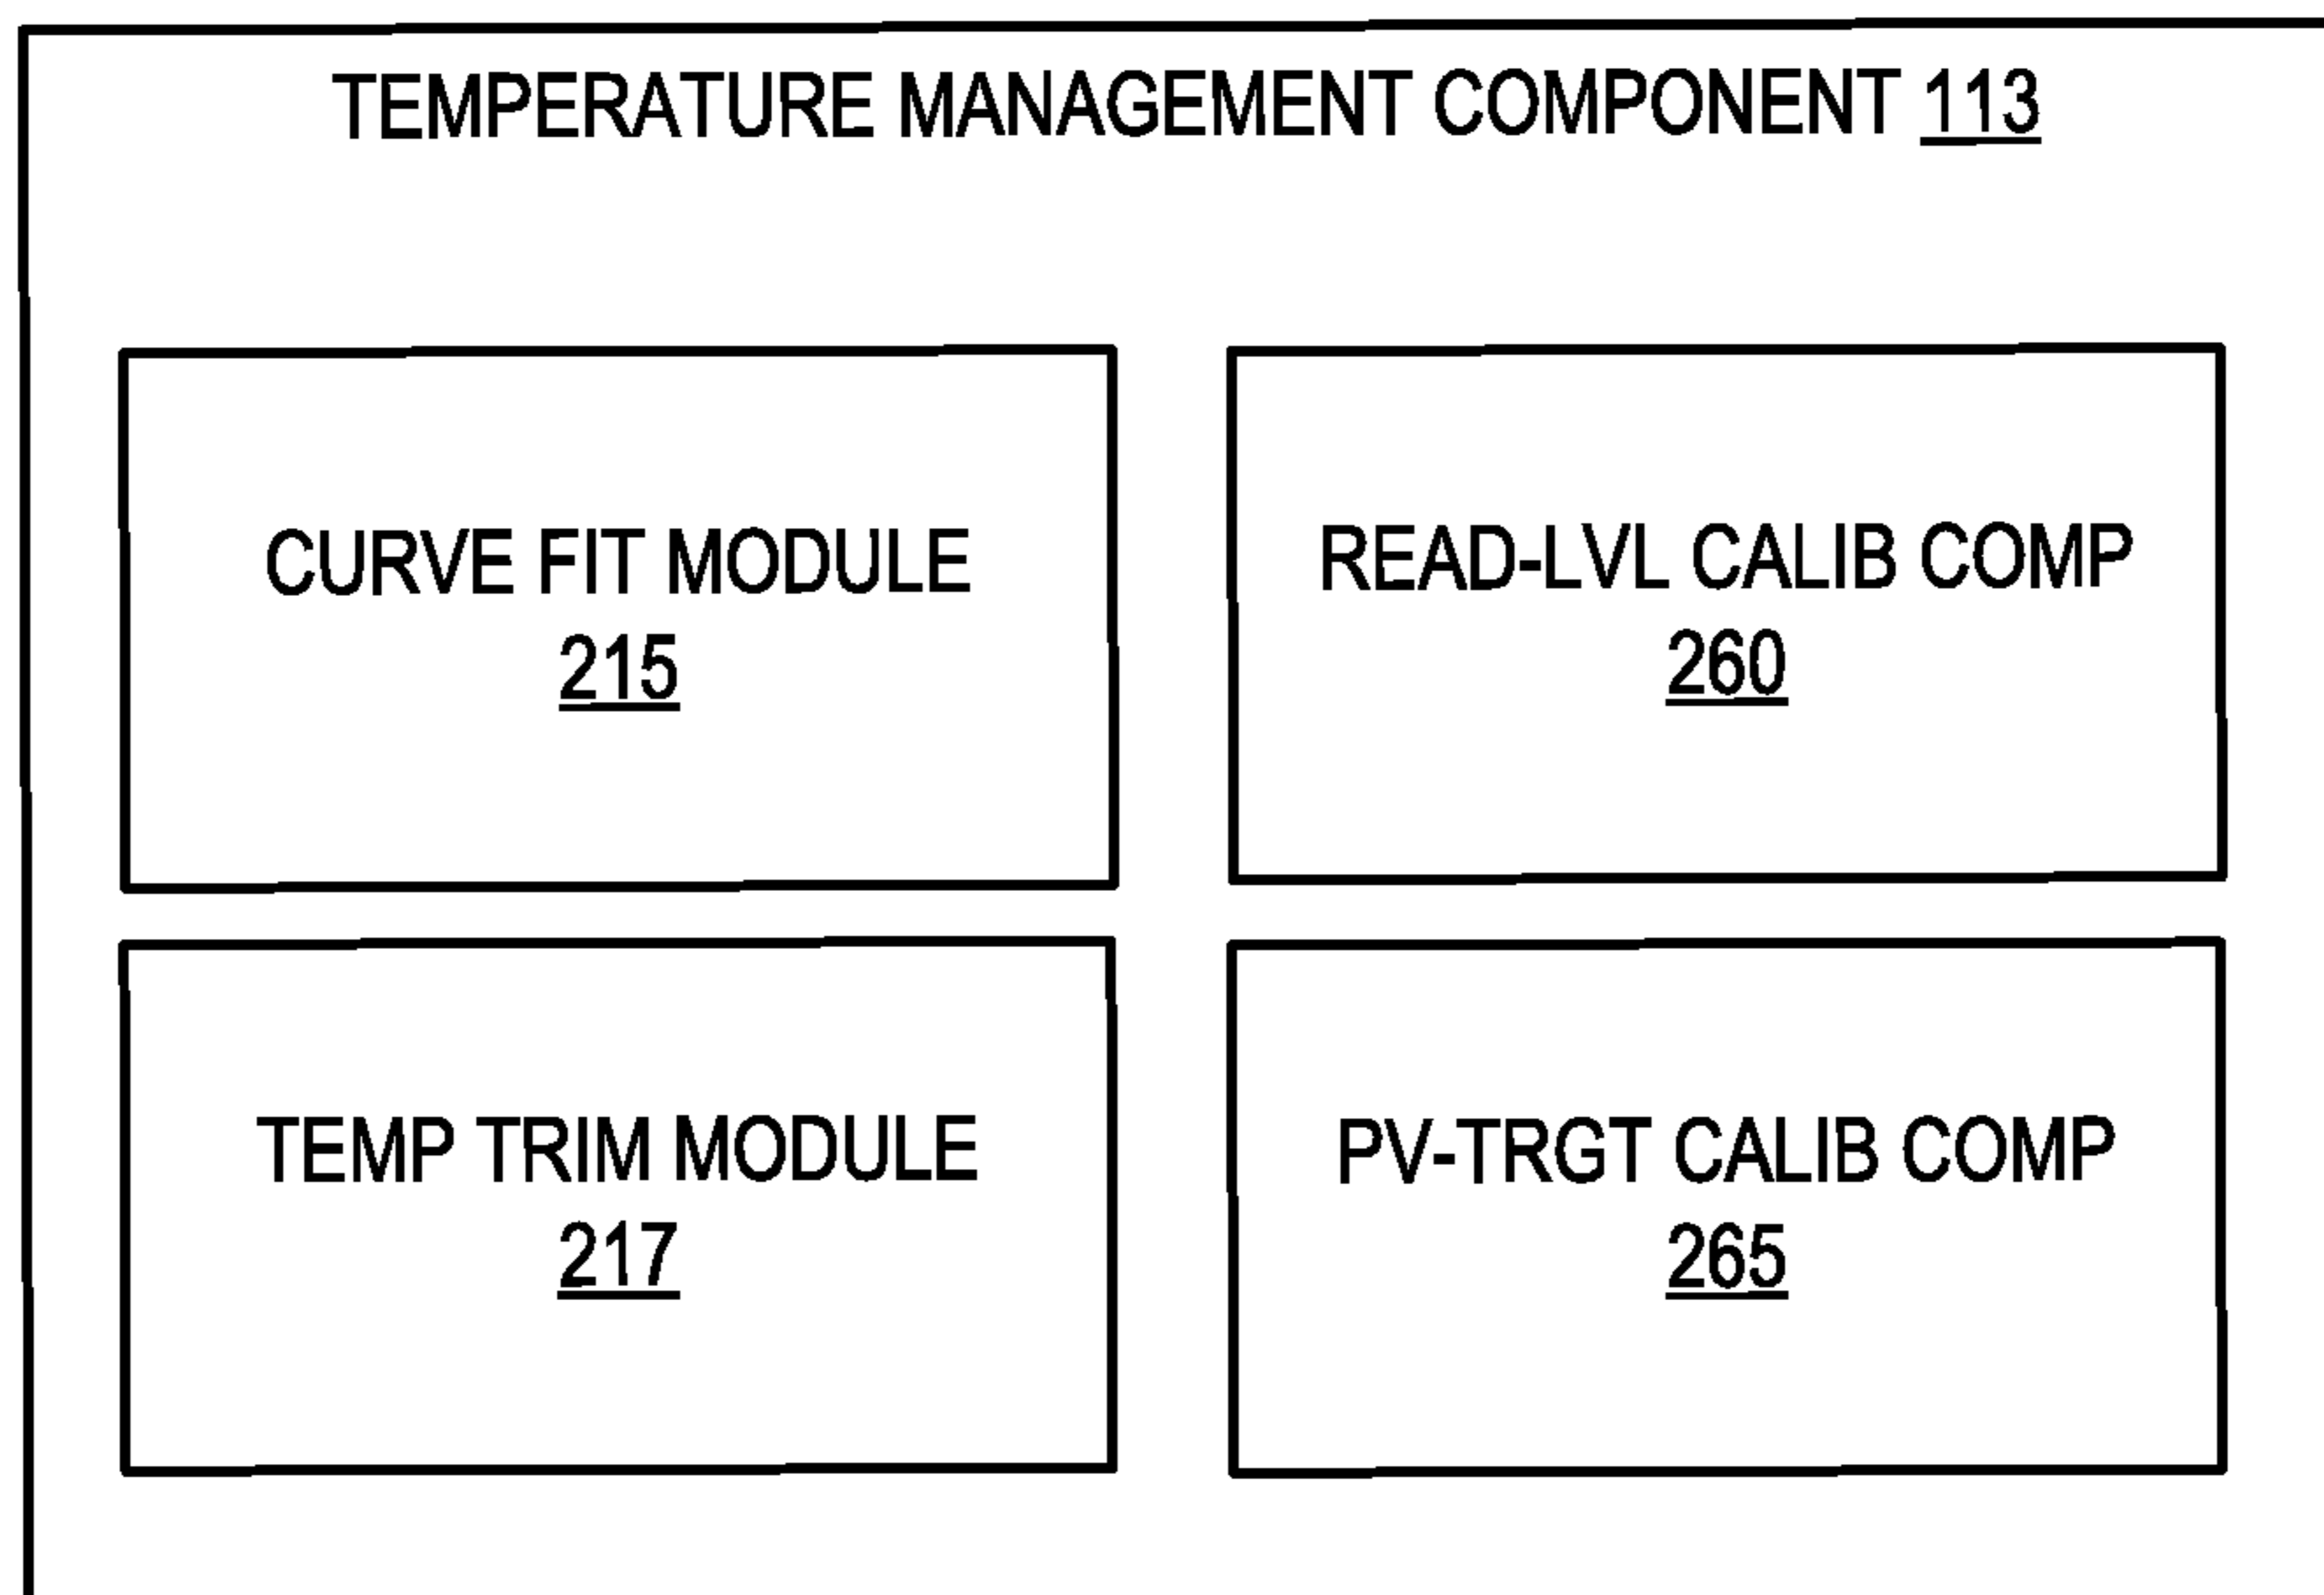 TEMPERATURE MANAGEMENT COMPONENT 113
CURVE FIT MODULE
215
READ-LVL CALIB COMP
260
TEMP TRIM MODULE
217
PV-TRGT CALIB COMP
265